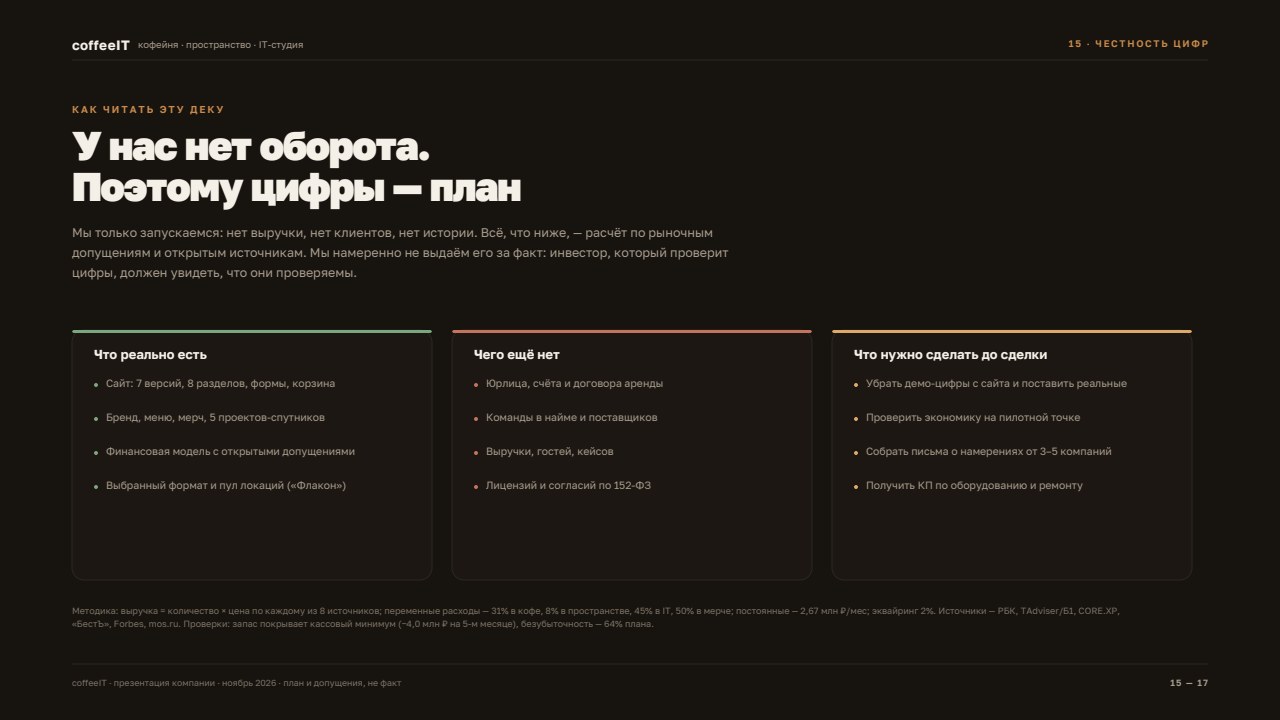 coffeeIT кофейня · пространство · IT-студия
15 · ЧЕСТНОСТЬ ЦИФР
КАК ЧИТАТЬ ЭТУ ДЕКУ
У нас нет оборота.
Поэтому цифры — план
Мы только запускаемся: нет выручки, нет клиентов, нет истории. Всё, что ниже, — расчёт по рыночным
допущениям и открытым источникам. Мы намеренно не выдаём его за факт: инвестор, который проверит
цифры, должен увидеть, что они проверяемы.
Что реально есть
Сайт: 7 версий, 8 разделов, формы, корзина
Бренд, меню, мерч, 5 проектов-спутников
Финансовая модель с открытыми допущениями
Выбранный формат и пул локаций («Флакон»)
Чего ещё нет
Юрлица, счёта и договора аренды
Команды в найме и поставщиков
Выручки, гостей, кейсов
Лицензий и согласий по 152-ФЗ
Что нужно сделать до сделки
Убрать демо-цифры с сайта и поставить реальные
Проверить экономику на пилотной точке
Собрать письма о намерениях от 3–5 компаний
Получить КП по оборудованию и ремонту
Методика: выручка = количество × цена по каждому из 8 источников; переменные расходы — 31% в кофе, 8% в пространстве, 45% в IT, 50% в мерче; постоянные — 2,67 млн ₽/мес; эквайринг 2%. Источники — РБК, TAdviser/Б1, CORE.XP,
«БестЪ», Forbes, mos.ru. Проверки: запас покрывает кассовый минимум (−4,0 млн ₽ на 5-м месяце), безубыточность — 64% плана.
coffeeIT · презентация компании · ноябрь 2026 · план и допущения, не факт
15 — 17